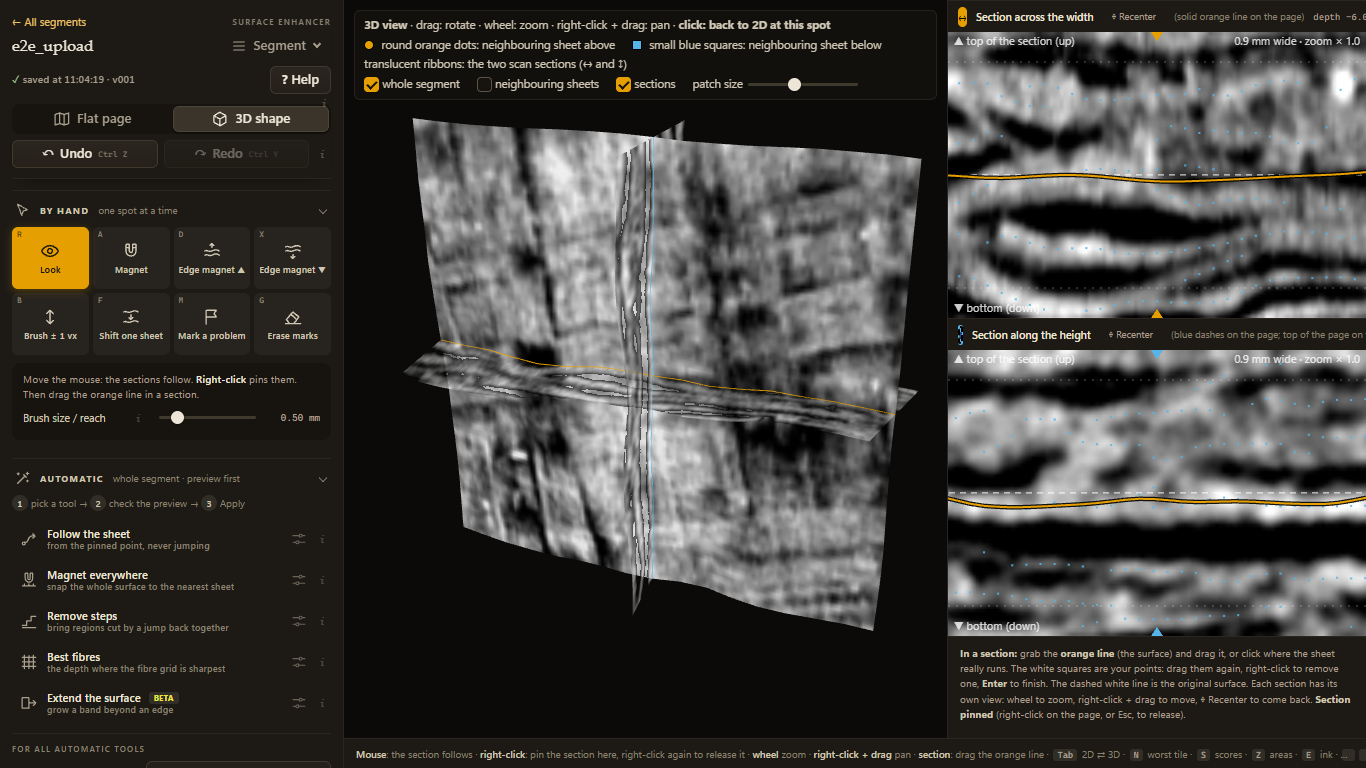 ← All segments
SURFACE ENHANCER
e2e_upload
Segment
✓ saved at 11:04:19 · v001
? Help
Flat page
3D shape
Undo Ctrl Z
Redo Ctrl Y
BY HAND one spot at a time
R Look
A Magnet
D Edge magnet ▲
X Edge magnet ▼
B Brush ± 1 vx
F Shift one sheet
M Mark a problem
G Erase marks
Move the mouse: the sections follow. Right-click pins them.
Then drag the orange line in a section.
Brush size / reach
0.50 mm
AUTOMATIC whole segment · preview first
1 pick a tool → 2 check the preview → 3 Apply
Follow the sheet
from the pinned point, never jumping
Magnet everywhere
snap the whole surface to the nearest sheet
Remove steps
bring regions cut by a jump back together
Best fibres
the depth where the fibre grid is sharpest
Extend the surface BETA
grow a band beyond an edge
FOR ALL AUTOMATIC TOOLS
3D view · drag: rotate · wheel: zoom · right-click + drag: pan · click: back to 2D at this spot
round orange dots: neighbouring sheet above
small blue squares: neighbouring sheet below
translucent ribbons: the two scan sections (↔ and ↕)
whole segment
neighbouring sheets
sections
patch size
Section across the width
Recenter
(solid orange line on the page)
depth
▲ top of the section (up)
0.9 mm wide · zoom × 1.0
▼ bottom (down)
Section along the height
Recenter
(blue dashes on the page; top of the page on
▲ top of the section (up)
0.9 mm wide · zoom × 1.0
▼ bottom (down)
In a section: grab the orange line (the surface) and drag it, or click where the sheet
really runs. The white squares are your points: drag them again, right-click to remove
one, Enter to finish. The dashed white line is the original surface. Each section has its
own view: wheel to zoom, right-click + drag to move, Recenter to come back. Section
pinned (right-click on the page, or Esc, to release).
Mouse: the section follows · right-click: pin the section here, right-click again to release it · wheel zoom · right-click + drag pan · section: drag the orange line · Tab 2D ⇄ 3D · N worst tile · S scores · Z areas · E ink ·